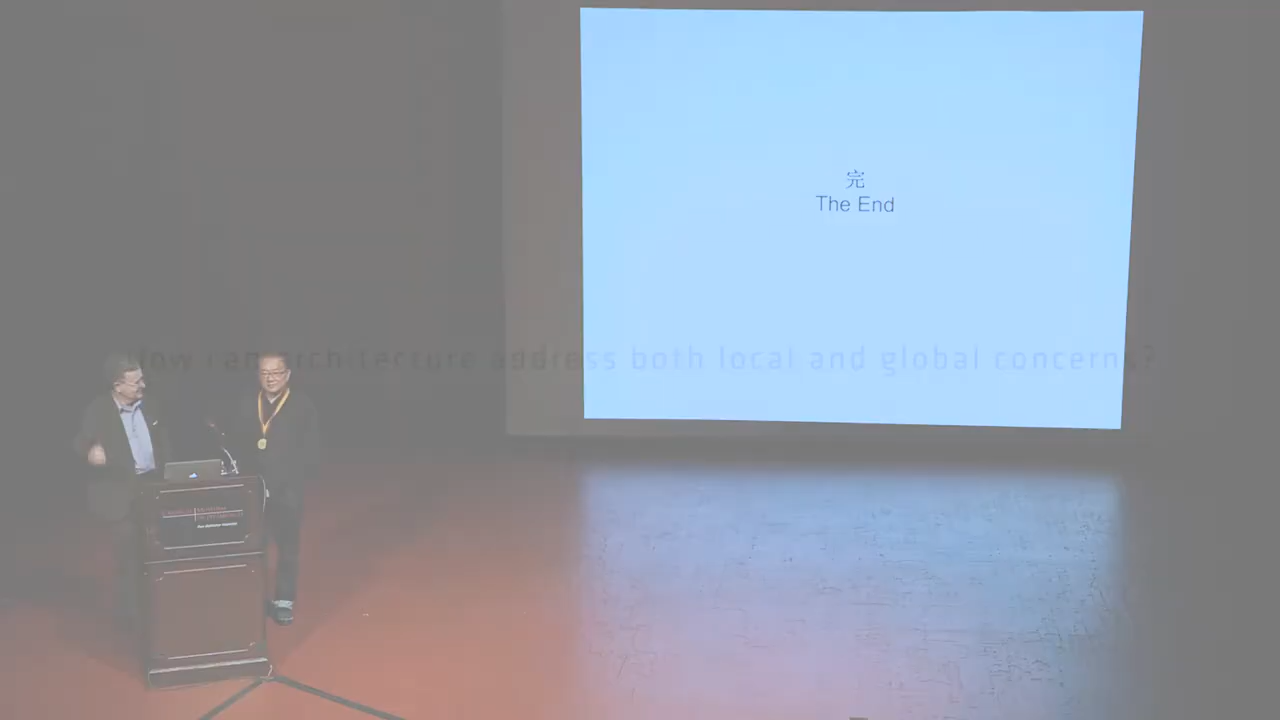 完
The End
How can architecture address both local and global concerns?